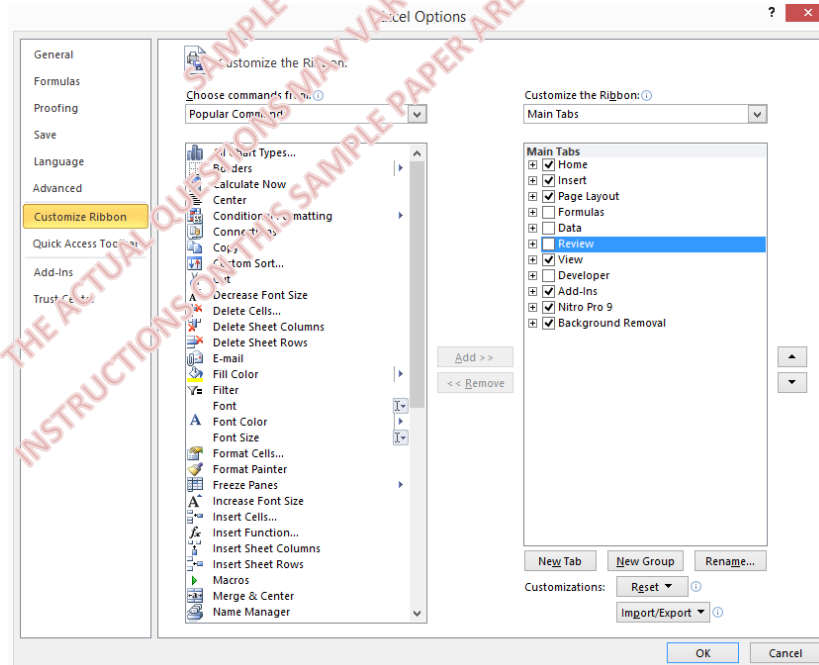 Excel Options
?
General
Formulas
Proofing
Save
Language
Advanced
Customize Ribbon
Quick Access Toolbar
Add-Ins
Trust Center
Customize the Ribbon.
Choose commands from:
Popular Commands
Chart Types...
Borders
Calculate Now
Center
Conditional Formatting
Connections
Copy
Custom Sort...
Cut
Decrease Font Size
Delete Cells...
Delete Sheet Columns
Delete Sheet Rows
E-mail
Fill Color
Filter
Font
Font Color
Font Size
Format Cells...
Format Painter
Freeze Panes
Increase Font Size
Insert Cells...
Insert Function...
Insert Sheet Columns
Insert Sheet Rows
Macros
Merge & Center
Name Manager
Add >>
<< Remove
Customize the Ribbon:
Main Tabs
Main Tabs
Home
Insert
Page Layout
Formulas
Data
Review
View
Developer
Add-Ins
Nitro Pro 9
Background Removal
New Tab
New Group
Rename...
Customizations:
Reset
Import/Export
OK
Cancel
SAMPLE
THE ACTUAL QUESTIONS MAY VAR
INSTRUCTIONS ON THIS SAMPLE PAPER ARE